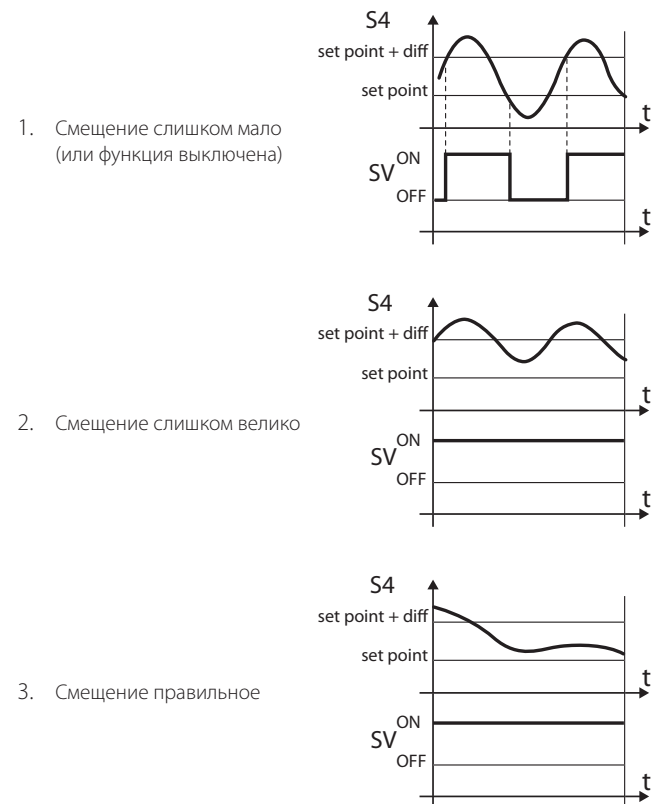 1. Смещение слишком мало
(или функция выключена)
S4
set point + diff
set point
t
SV
ON
OFF
t
2. Смещение слишком велико
S4
set point + diff
set point
t
SV
ON
OFF
t
3. Смещение правильное
S4
set point + diff
set point
t
SV
ON
OFF
t